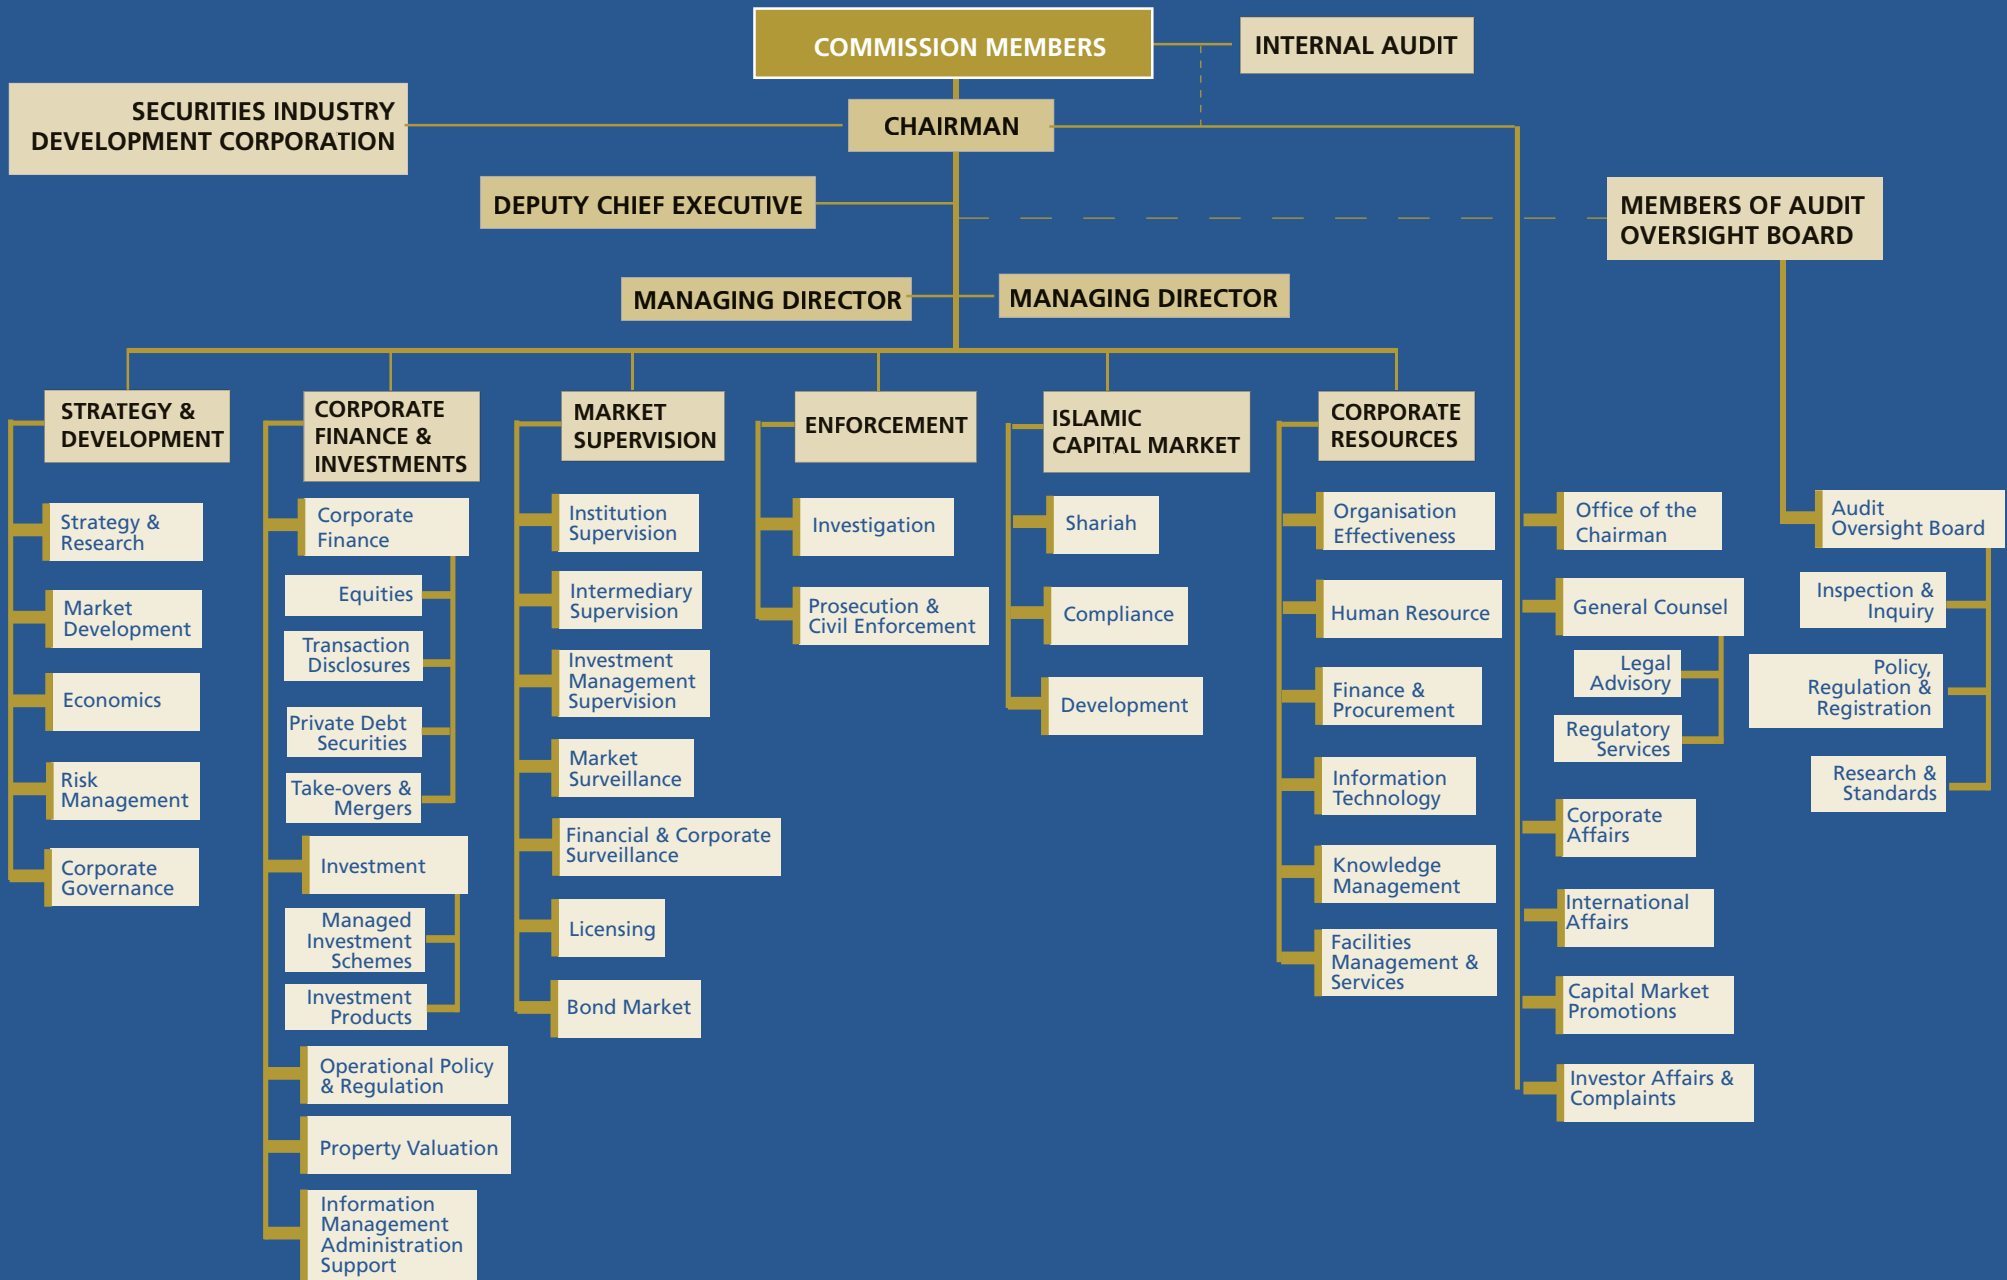 COMMISSION MEMBERS
INTERNAL AUDIT
SECURITIES INDUSTRY
DEVELOPMENT CORPORATION
CHAIRMAN
DEPUTY CHIEF EXECUTIVE
MEMBERS OF AUDIT
OVERSIGHT BOARD
MANAGING DIRECTOR
MANAGING DIRECTOR
STRATEGY &
DEVELOPMENT
Strategy &
Research
Market
Development
Economics
Risk
Management
Corporate
Governance
CORPORATE
FINANCE &
INVESTMENTS
Corporate
Finance
Equities
Transaction
Disclosures
Private Debt
Securities
Take-overs &
Mergers
Investment
Managed
Investment
Schemes
Investment
Products
Operational Policy
& Regulation
Property Valuation
Information
Management
Administration
Support
MARKET
SUPERVISION
Institution
Supervision
Intermediary
Supervision
Investment
Management
Supervision
Market
Surveillance
Financial & Corporate
Surveillance
Licensing
Bond Market
ENFORCEMENT
Investigation
Prosecution &
Civil Enforcement
ISLAMIC
CAPITAL MARKET
Shariah
Compliance
Development
CORPORATE
RESOURCES
Organisation
Effectiveness
Human Resource
Finance &
Procurement
Information
Technology
Knowledge
Management
Facilities
Management &
Services
Office of the
Chairman
General Counsel
Legal
Advisory
Regulatory
Services
Corporate
Affairs
International
Affairs
Capital Market
Promotions
Investor Affairs &
Complaints
Audit
Oversight Board
Inspection &
Inquiry
Policy,
Regulation &
Registration
Research &
Standards